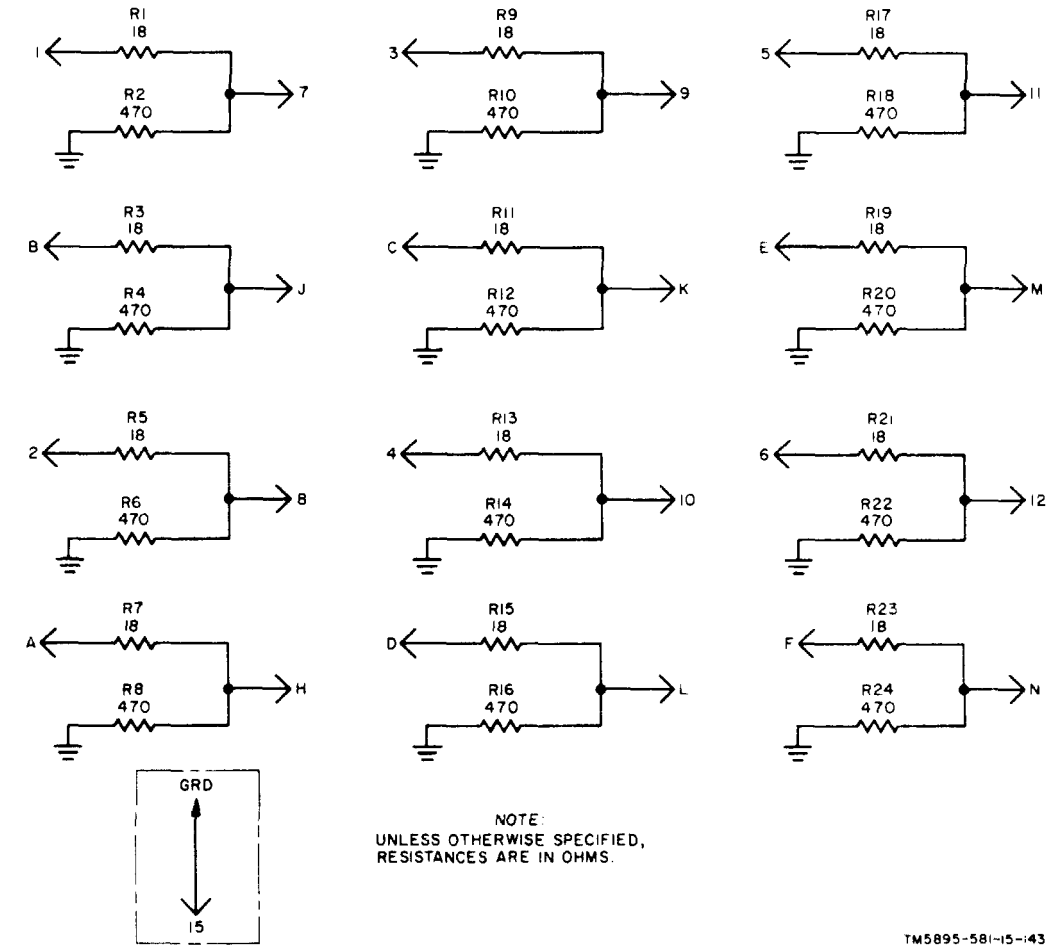 R1
18
1
7
R2
470
R9
18
3
9
R10
470
R17
18
5
11
R18
470
R3
18
B
J
R4
470
R11
18
C
K
R12
470
R19
18
E
M
R20
470
R5
18
2
8
R6
470
R13
18
4
10
R14
470
R21
18
6
12
R22
470
R7
18
A
H
R8
470
R15
18
D
L
R16
470
R23
18
F
N
R24
470
GRD
15
NOTE:
UNLESS OTHERWISE SPECIFIED,
RESISTANCES ARE IN OHMS.
TM5895-581-15-143